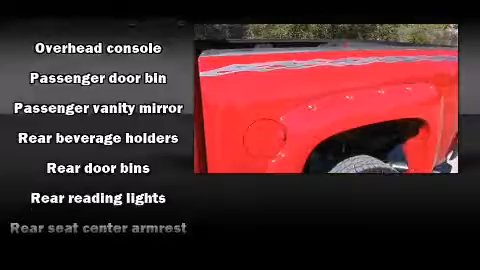 Overhead console
Passenger door bin
Passenger vanity mirror
Rear beverage holders
Rear door bins
Rear reading lights
Rear seat center armrest